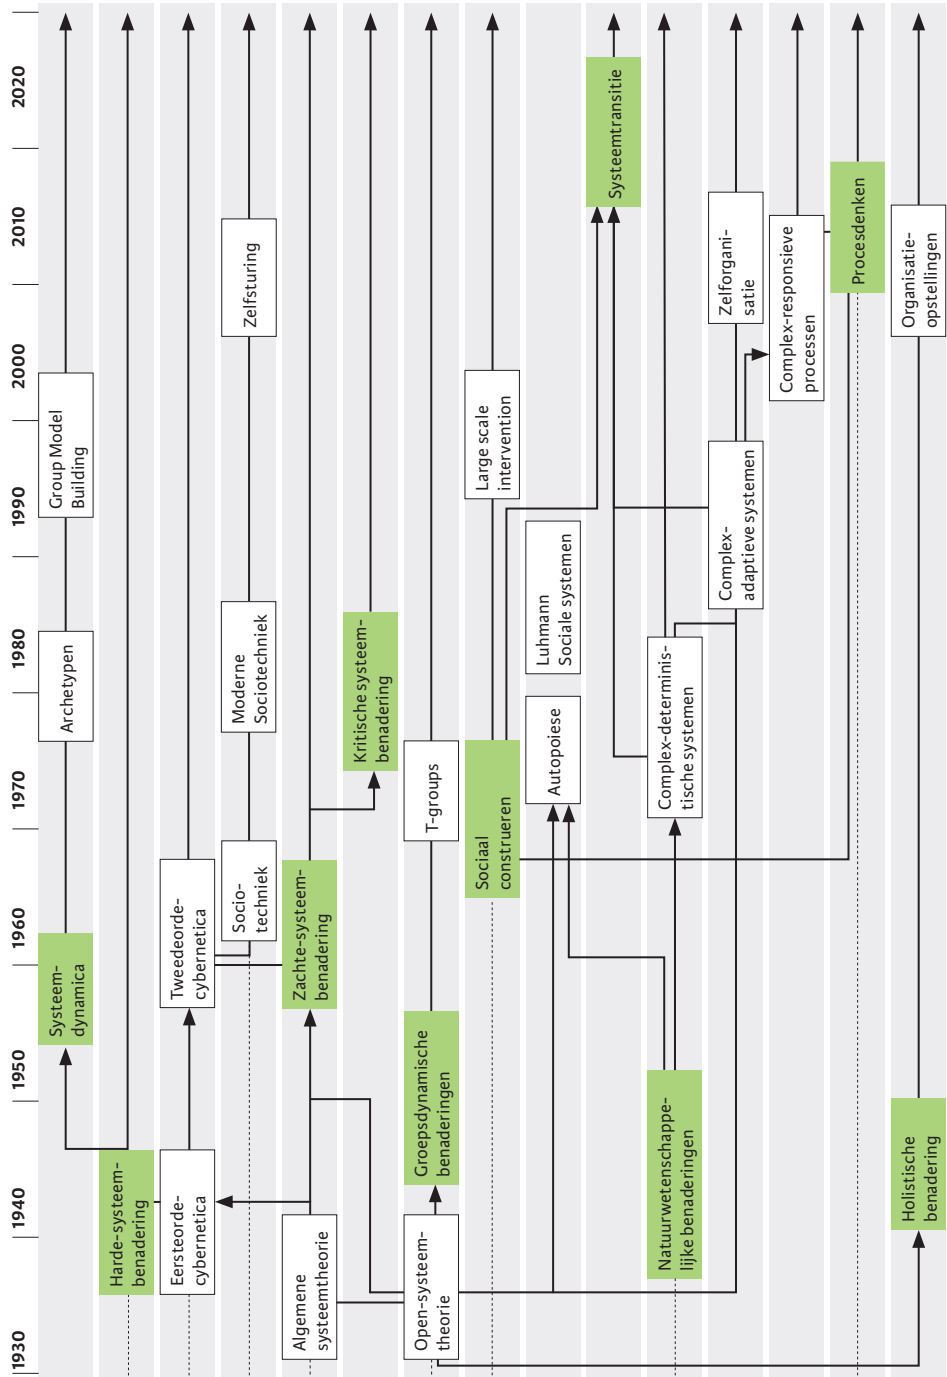 1930
1940
1950
1960
1970
1980
1990
2000
2010
2020
Systeem-
dynamica
Archetypen
Group Model
Building
Harde-systeem-
benadering
Eersteorde-
cybernetica
Tweedeorde-
cybernetica
Socio-
techniek
Moderne
Sociotechniek
Zelfsturing
Algemene
systeemtheorie
Zachte-systeem-
benadering
Kritische systeem-
benadering
Open-systeem-
theorie
Groepsdynamische
benaderingen
T-groups
Sociaal
construeren
Large scale
intervention
Autopoiese
Luhmann
Sociale systemen
Systeemtransitie
Natuurwetenschappe-
lijke benaderingen
Complex-determinis-
tische systemen
Complex-
adaptieve systemen
Zelforgani-
satie
Complex-responsieve
processen
Procesdenken
Holistische
benadering
Organisatie-
opstellingen